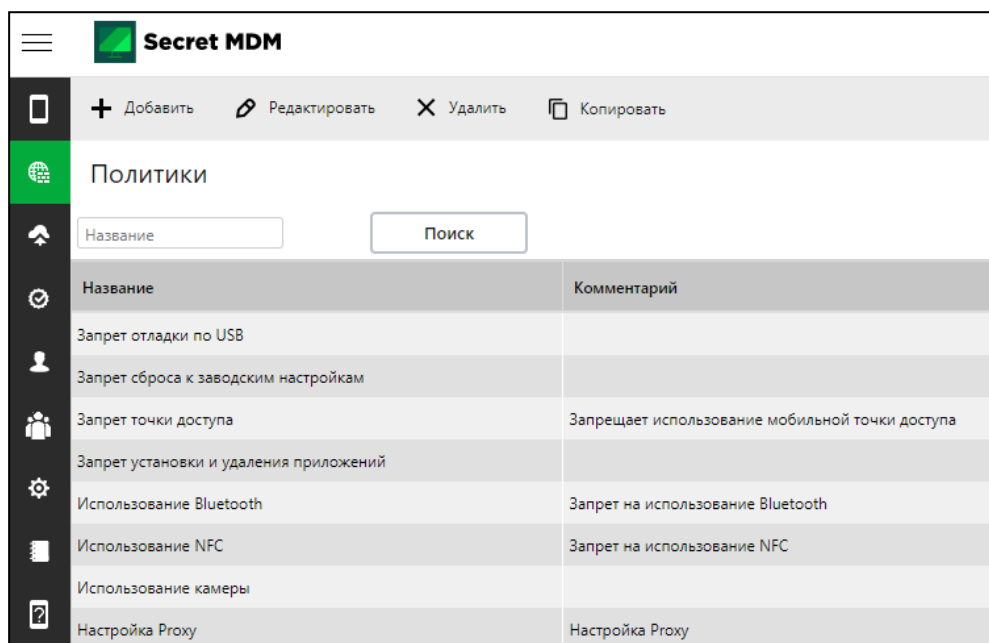 Secret MDM
Добавить Редактировать Удалить Копировать
Политики
Название Поиск
Название Комментарий
Запрет отладки по USB
Запрет сброса к заводским настройкам
Запрет точки доступа Запрещает использование мобильной точки доступа
Запрет установки и удаления приложений
Использование Bluetooth Запрет на использование Bluetooth
Использование NFC Запрет на использование NFC
Использование камеры
Настройка Proxy Настройка Proxy